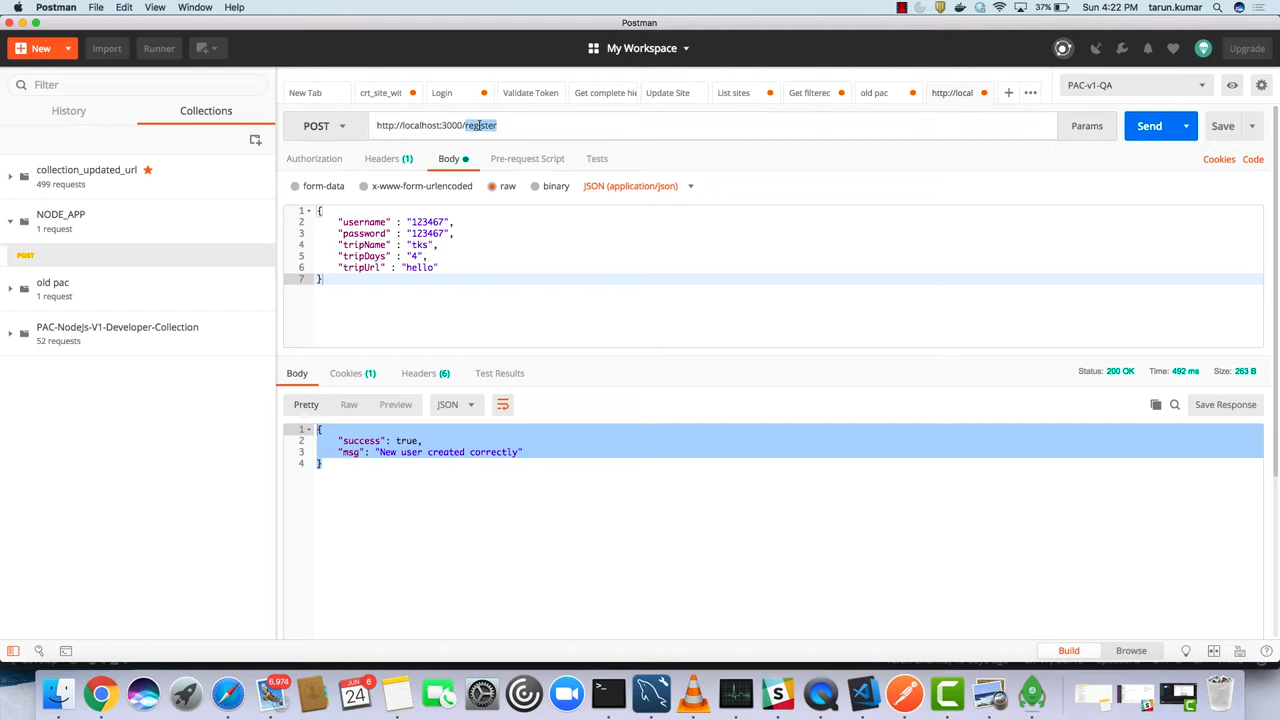 Postman File Edit View Window Help 37% Sun 4:22 PM tarun.kumar
Postman
New Import Runner My Workspace Upgrade
Filter
History Collections
collection_updated_url
499 requests
NODE_APP
1 request
POST
old pac
1 request
PAC-NodeJs-V1-Developer-Collection
52 requests
New Tab crt_site_wit Login Validate Token Get complete hie Update Site List sites Get filterec old pac http://local PAC-v1-QA
POST http://localhost:3000/register Params Send Save
Authorization Headers (1) Body Pre-request Script Tests Cookies Code
form-data x-www-form-urlencoded raw binary JSON (application/json)
1 {
2 "username" : "123467",
3 "password" : "123467",
4 "tripName" : "tks",
5 "tripDays" : "4",
6 "tripUrl" : "hello"
7 }
Body Cookies (1) Headers (6) Test Results Status: 200 OK Time: 492 ms Size: 263 B
Pretty Raw Preview JSON Save Response
1 {
2 "success": true,
3 "msg": "New user created correctly"
4 }
Build Browse
6,974
JUN
24
6